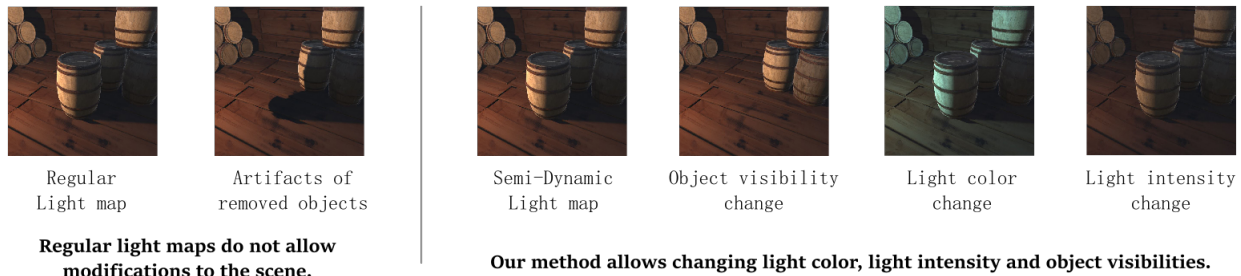 Regular
Light map
Artifacts of
removed objects
Regular light maps do not allow
modifications to the scene.
Semi-Dynamic
Light map
Object visibility
change
Light color
change
Light intensity
change
Our method allows changing light color, light intensity and object visibilities.